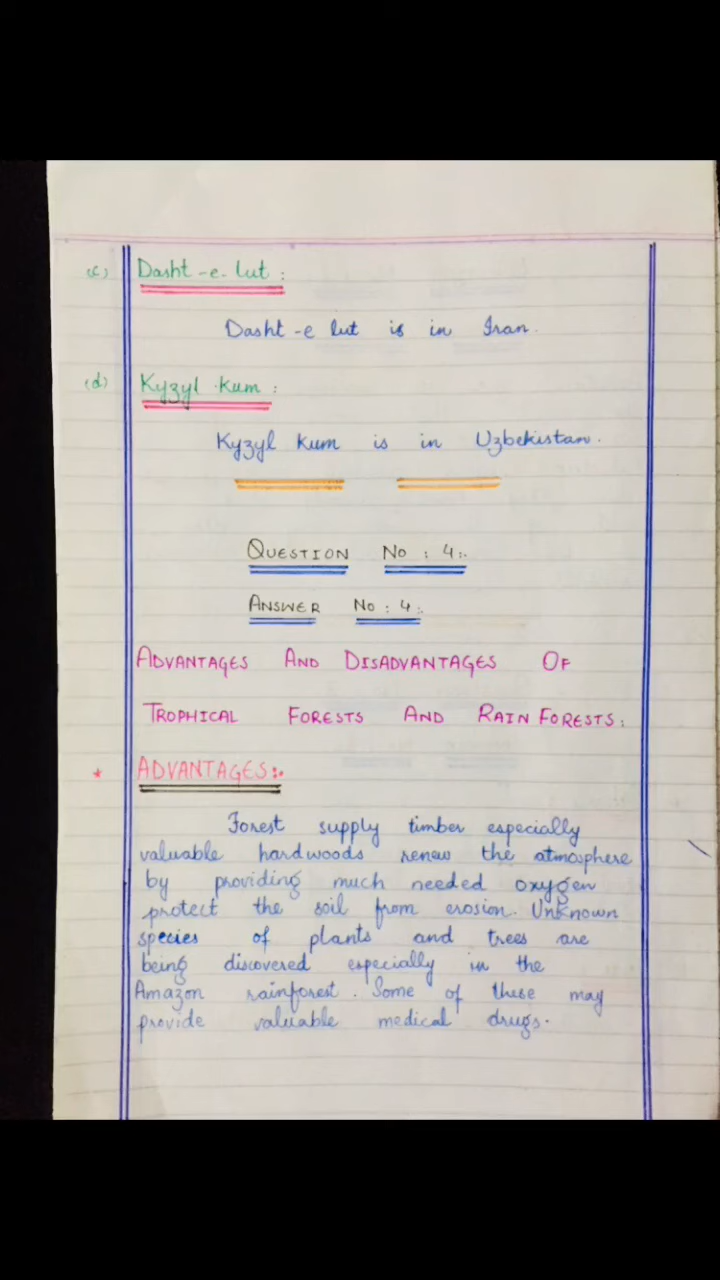 (c) Dasht-e-lut :
Dasht-e lut is in Iran.
(d) Kyzyl kum :
Kyzyl kum is in Uzbekistan.
QUESTION NO : 4:.
ANSWER NO : 4:.
ADVANTAGES AND DISADVANTAGES OF
TROPHICAL FORESTS AND RAIN FORESTS:
* ADVANTAGES:.
Forest supply timber especially
valuable hardwoods renew the atmosphere
by providing much needed oxygen
protect the soil from erosion. Unknown
species of plants and trees are
being discovered especially in the
Amazon rainforest. Some of these may
provide valuable medical drugs.